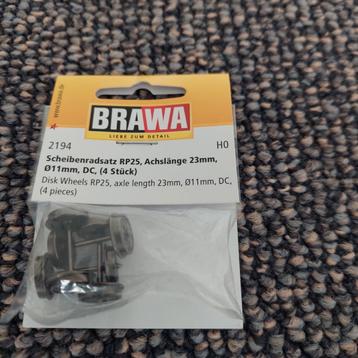 www.brawa.de
BRAWA
LIEBE ZUM DETAIL
2194 H0
Scheibenradsatz RP25, Achslänge 23mm,
Ø11mm, DC, (4 Stück)
Disk Wheels RP25, axle length 23mm, Ø11mm, DC,
(4 pieces)